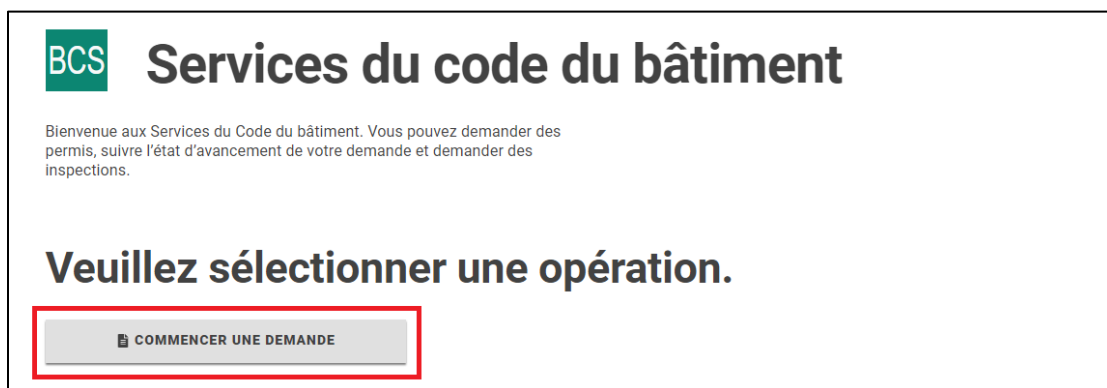 BCS
Services du code du bâtiment
Bienvenue aux Services du Code du bâtiment. Vous pouvez demander des
permis, suivre l’état d’avancement de votre demande et demander des
inspections.
Veuillez sélectionner une opération.
COMMENCER UNE DEMANDE